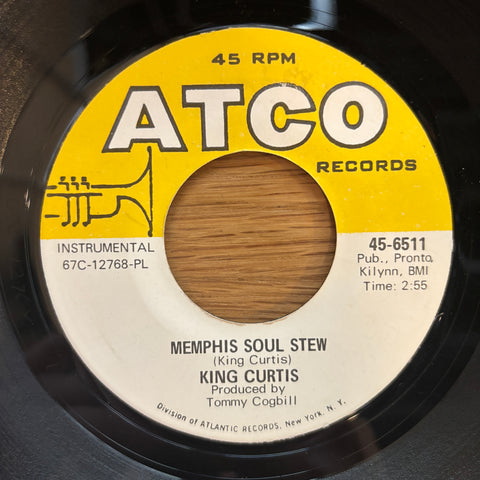 45 RPM
ATCO
RECORDS
INSTRUMENTAL
67C-12768-PL
45-6511
Pub., Pronto
Kilynn, BMI
Time: 2:55
MEMPHIS SOUL STEW
(King Curtis)
KING CURTIS
Produced by
Tommy Cogbill
Division of ATLANTIC RECORDS, New York, N. Y.